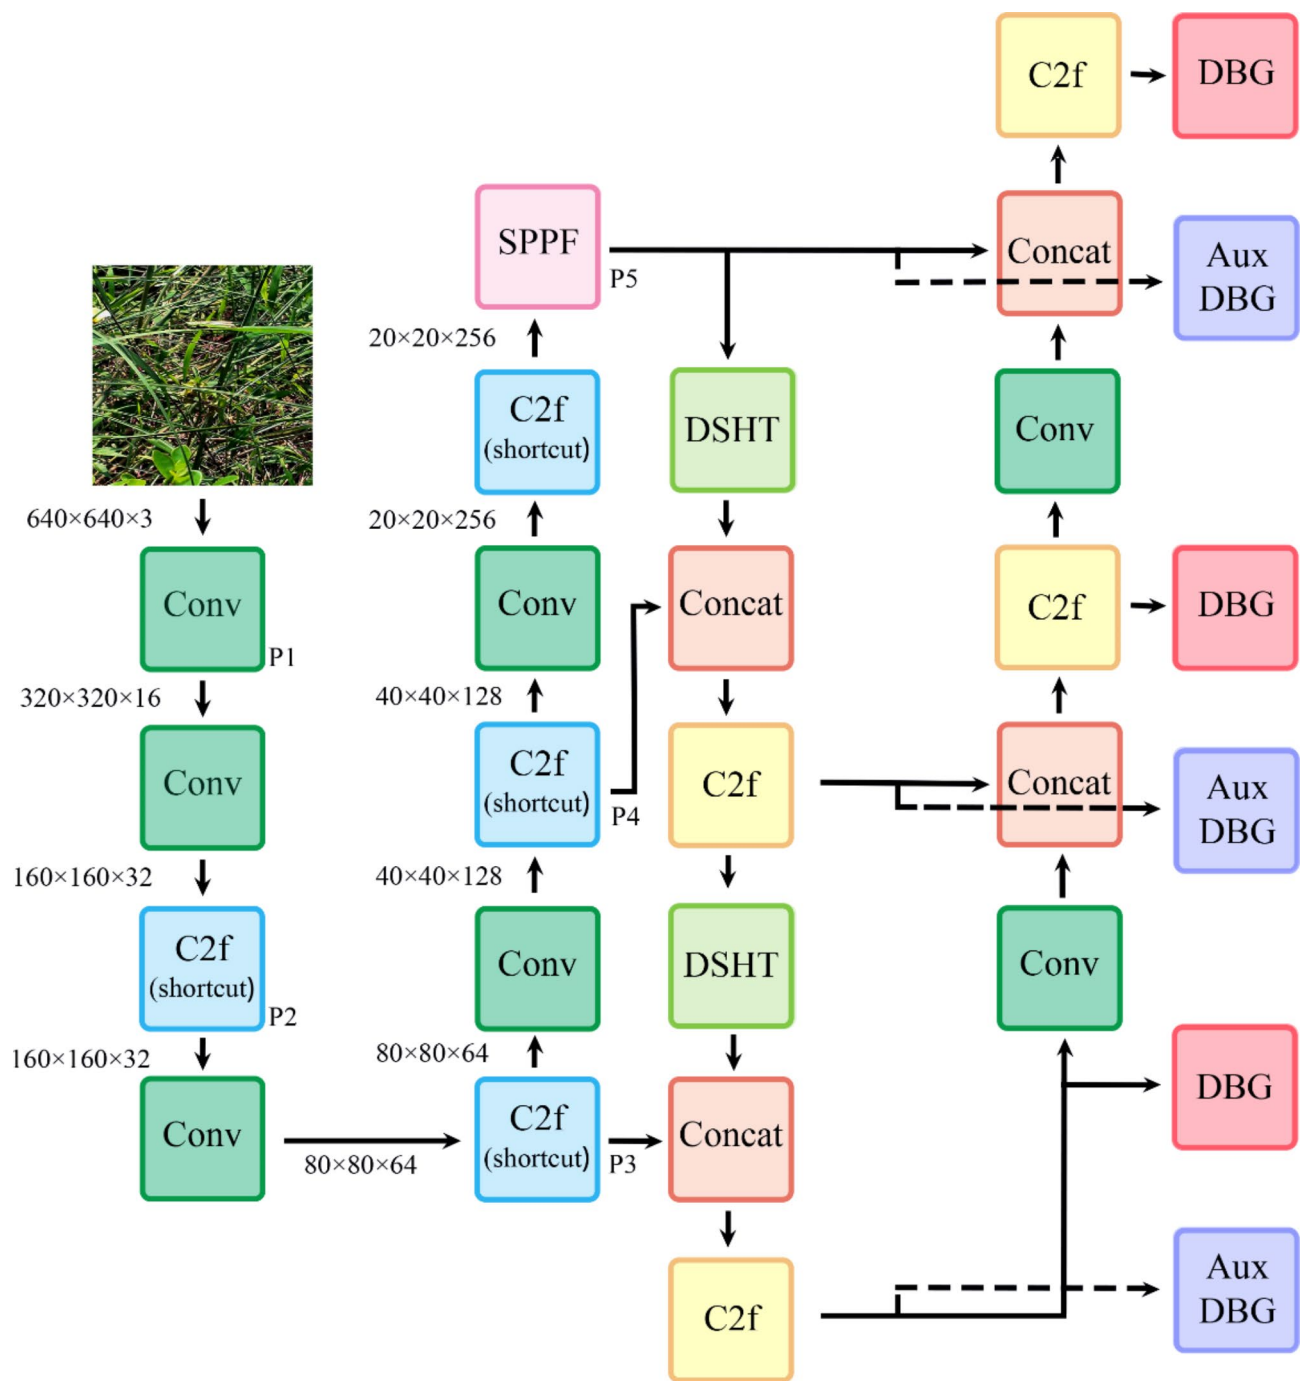 C2f
DBG
SPPF
P5
Concat
Aux
DBG
20×20×256
C2f
(shortcut)
DSHT
Conv
640×640×3
20×20×256
Conv
P1
Conv
Concat
C2f
DBG
320×320×16
40×40×128
Conv
C2f
(shortcut)
P4
C2f
Concat
Aux
DBG
160×160×32
40×40×128
C2f
(shortcut)
P2
Conv
DSHT
Conv
160×160×32
80×80×64
Conv
80×80×64
C2f
(shortcut)
P3
Concat
DBG
C2f
Aux
DBG